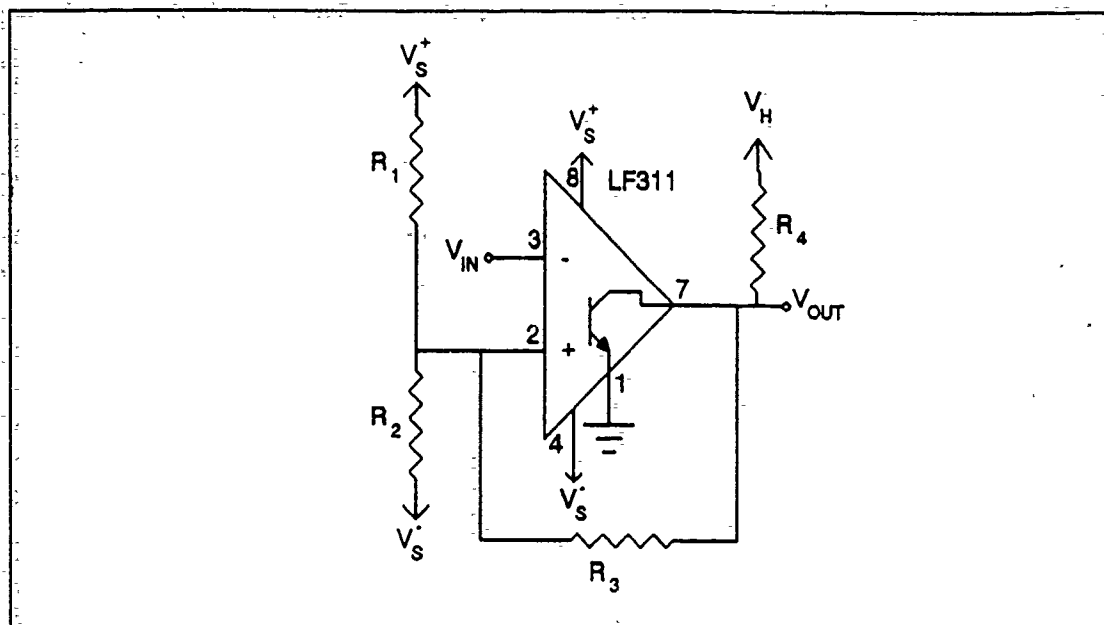 V_S^+
V_H
V_S^+
R_1
8
LF311
R_4
3
V_IN
-
7
V_OUT
2
+
1
R_2
4
V_S^-
V_S^-
R_3